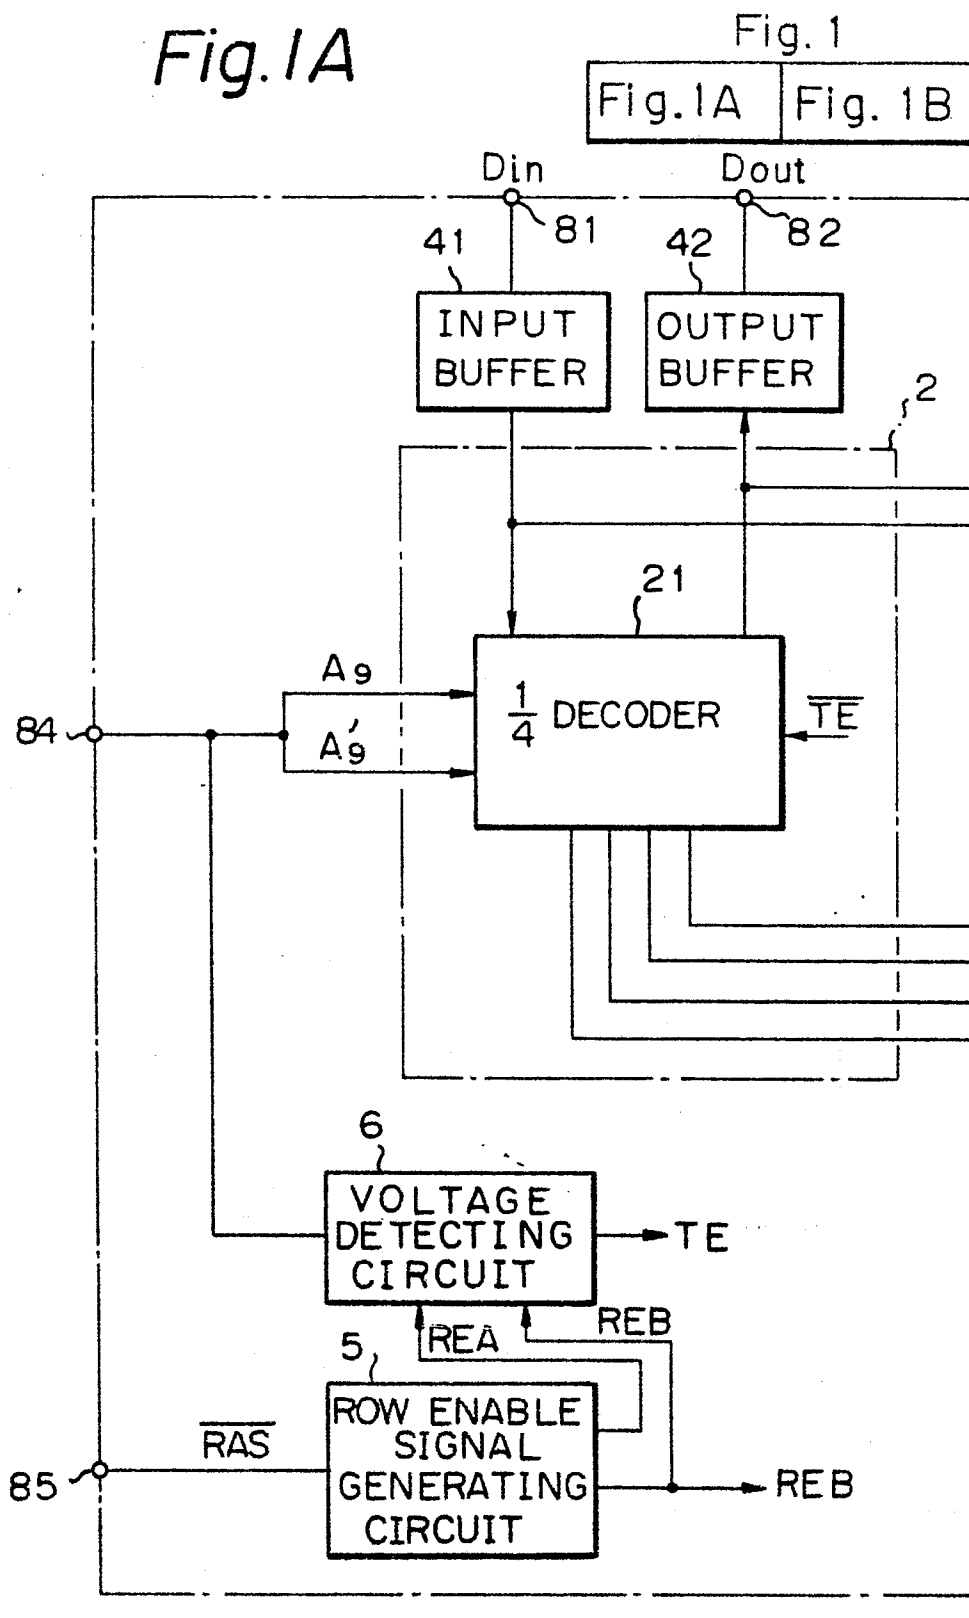 Fig. 1A
Fig. 1
Fig. 1A
Fig. 1B
Din
Dout
81
82
41
42
INPUT
BUFFER
OUTPUT
BUFFER
2
21
A9
1/4 DECODER
T̅E̅
84
A9'
6
VOLTAGE
DETECTING
CIRCUIT
TE
REB
REA
5
ROW ENABLE
SIGNAL
GENERATING
CIRCUIT
R̅A̅S̅
85
REB